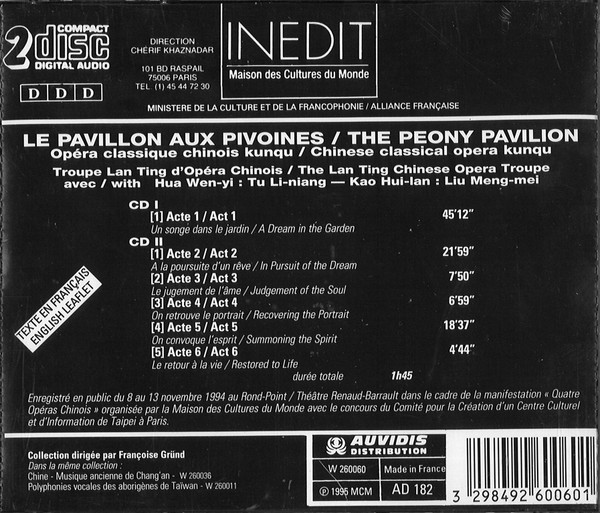 2 COMPACT
disc
DIGITAL AUDIO
D D D
DIRECTION
CHÉRIF KHAZNADAR
101 BD RASPAIL
75006 PARIS
TEL. (1) 45 44 72 30
INEDIT
Maison des Cultures du Monde
MINISTERE DE LA CULTURE ET DE LA FRANCOPHONIE / ALLIANCE FRANÇAISE
LE PAVILLON AUX PIVOINES / THE PEONY PAVILION
Opéra classique chinois kunqu / Chinese classical opera kunqu
Troupe Lan Ting d'Opéra Chinois / The Lan Ting Chinese Opera Troupe
avec / with Hua Wen-yi : Tu Li-niang — Kao Hui-lan : Liu Meng-mei
CD I
[1] Acte 1 / Act 1 45'12"
Un songe dans le jardin / A Dream in the Garden
CD II
[1] Acte 2 / Act 2 21'59"
A la poursuite d'un rêve / In Pursuit of the Dream
[2] Acte 3 / Act 3 7'50"
Le jugement de l'âme / Judgement of the Soul
[3] Acte 4 / Act 4 6'59"
On retrouve le portrait / Recovering the Portrait
[4] Acte 5 / Act 5 18'37"
On convoque l'esprit / Summoning the Spirit
[5] Acte 6 / Act 6 4'44"
Le retour à la vie / Restored to Life
durée totale 1h45
TEXTE EN FRANÇAIS
ENGLISH LEAFLET
Enregistré en public du 8 au 13 novembre 1994 au Rond-Point / Théâtre Renaud-Barrault dans le cadre de la manifestation « Quatre
Opéras Chinois » organisée par la Maison des Cultures du Monde avec le concours du Comité pour la Création d'un Centre Culturel
et d'Information de Taipei à Paris.
Collection dirigée par Françoise Gründ
Dans la même collection :
Chine - Musique ancienne de Chang'an - W 260036
Polyphonies vocales des aborigènes de Taïwan - W 260011
AUVIDIS
DISTRIBUTION
W 260060
Made in France
℗ 1995 MCM
AD 182
3 298492 600601